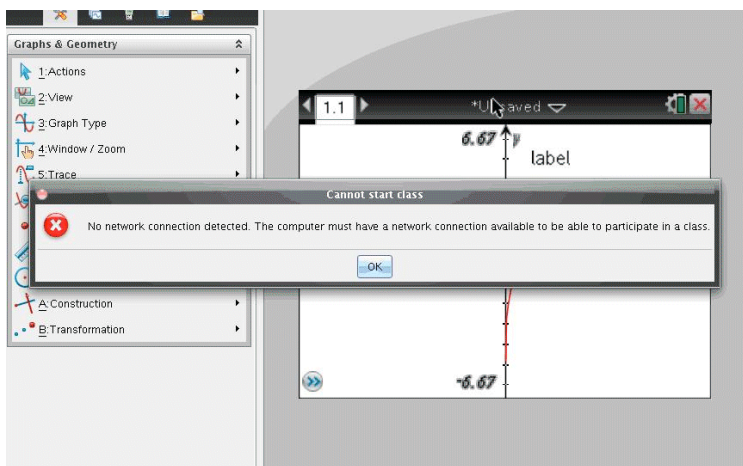 Graphs & Geometry
1:Actions
2:View
3:Graph Type
4:Window / Zoom
5:Trace
1.1
*Unsaved
6.67
y
label
Cannot start class
No network connection detected. The computer must have a network connection available to be able to participate in a class.
OK
A:Construction
B:Transformation
-6.67